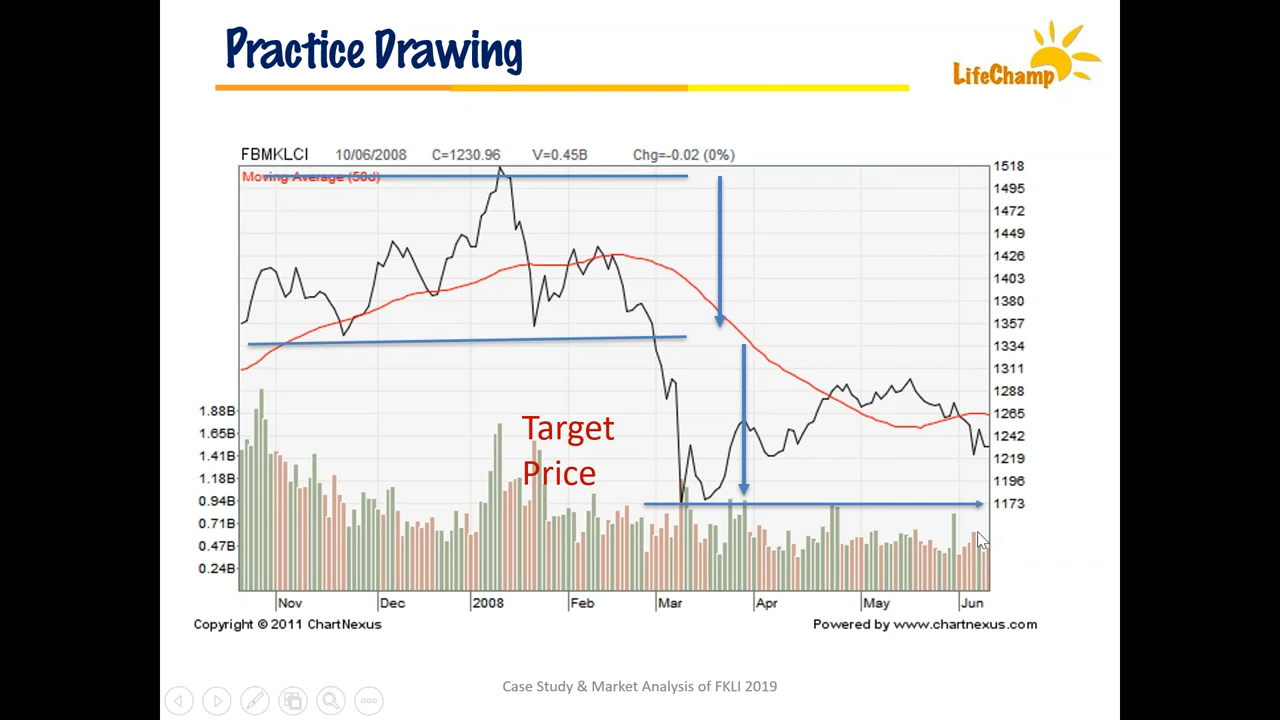 Practice Drawing
LifeChamp
FBMKLCI 10/06/2008 C=1230.96 V=0.45B Chg=-0.02 (0%)
Moving Average (50d)
1518
1495
1472
1449
1426
1403
1380
1357
1334
1311
1288
1265
1242
1219
1196
1173
1.88B
1.65B
1.41B
1.18B
0.94B
0.71B
0.47B
0.24B
Target
Price
Nov Dec 2008 Feb Mar Apr May Jun
Copyright © 2011 ChartNexus
Powered by www.chartnexus.com
Case Study & Market Analysis of FKLI 2019